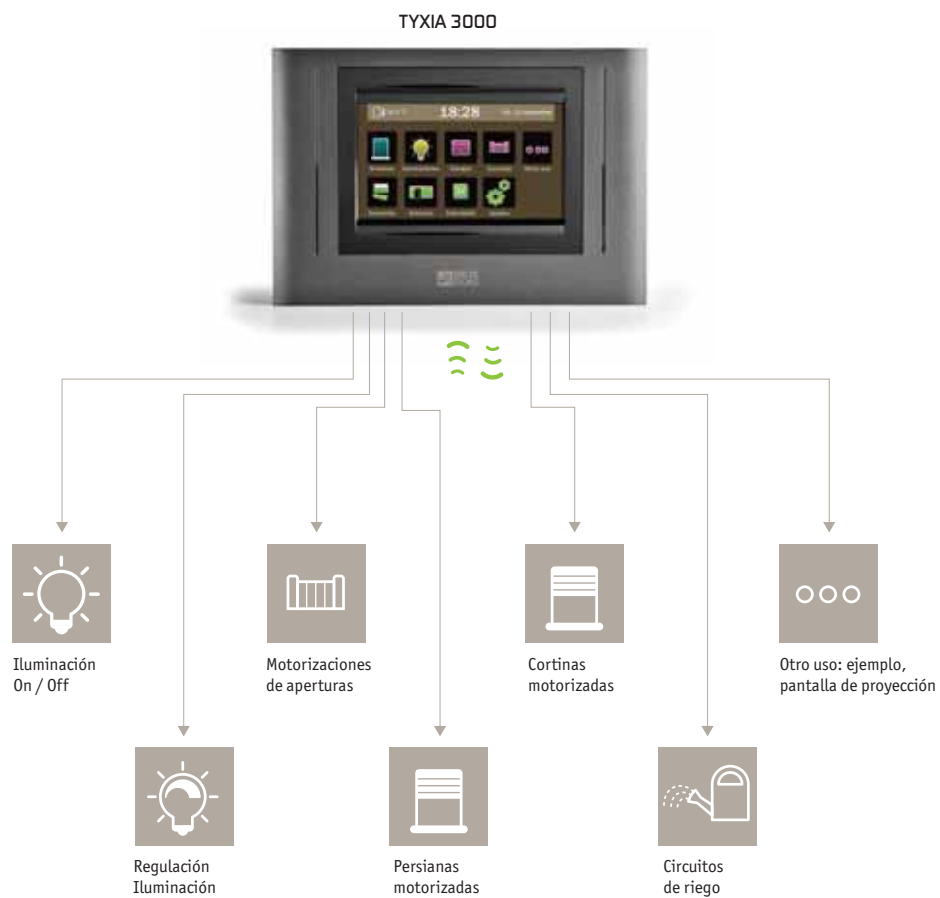 TYXIA 3000
18:28
Iluminación
On / Off
Motorizaciones
de aperturas
Cortinas
motorizadas
Otro uso: ejemplo,
pantalla de proyección
Regulación
Iluminación
Persianas
motorizadas
Circuitos
de riego